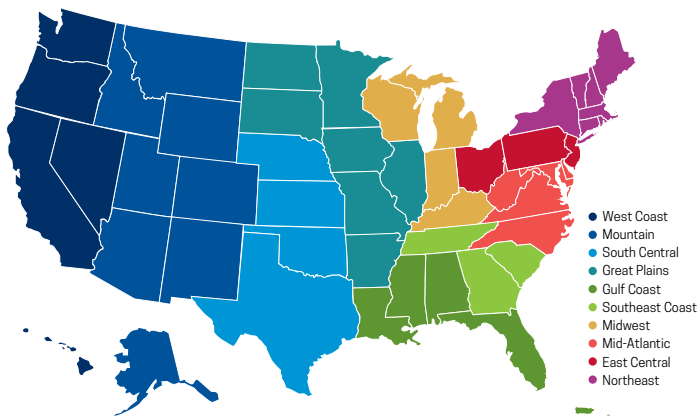 West Coast
Mountain
South Central
Great Plains
Gulf Coast
Southeast Coast
Midwest
Mid-Atlantic
East Central
Northeast